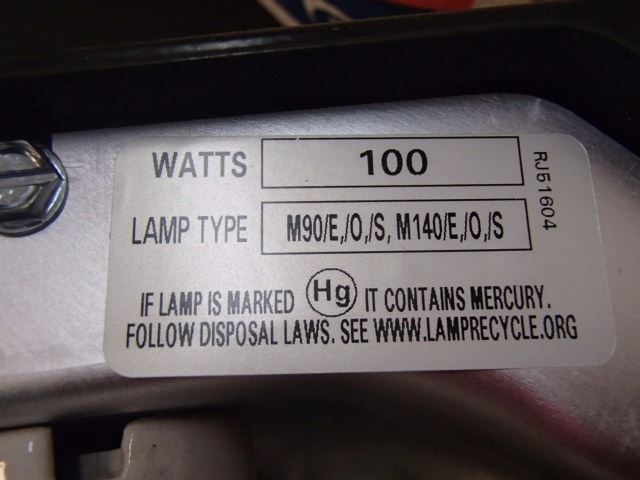 WATTS 100
LAMP TYPE M90/E,/O,/S, M140/E,/O,/S
RJ51604
IF LAMP IS MARKED Hg IT CONTAINS MERCURY.
FOLLOW DISPOSAL LAWS. SEE WWW.LAMPRECYCLE.ORG